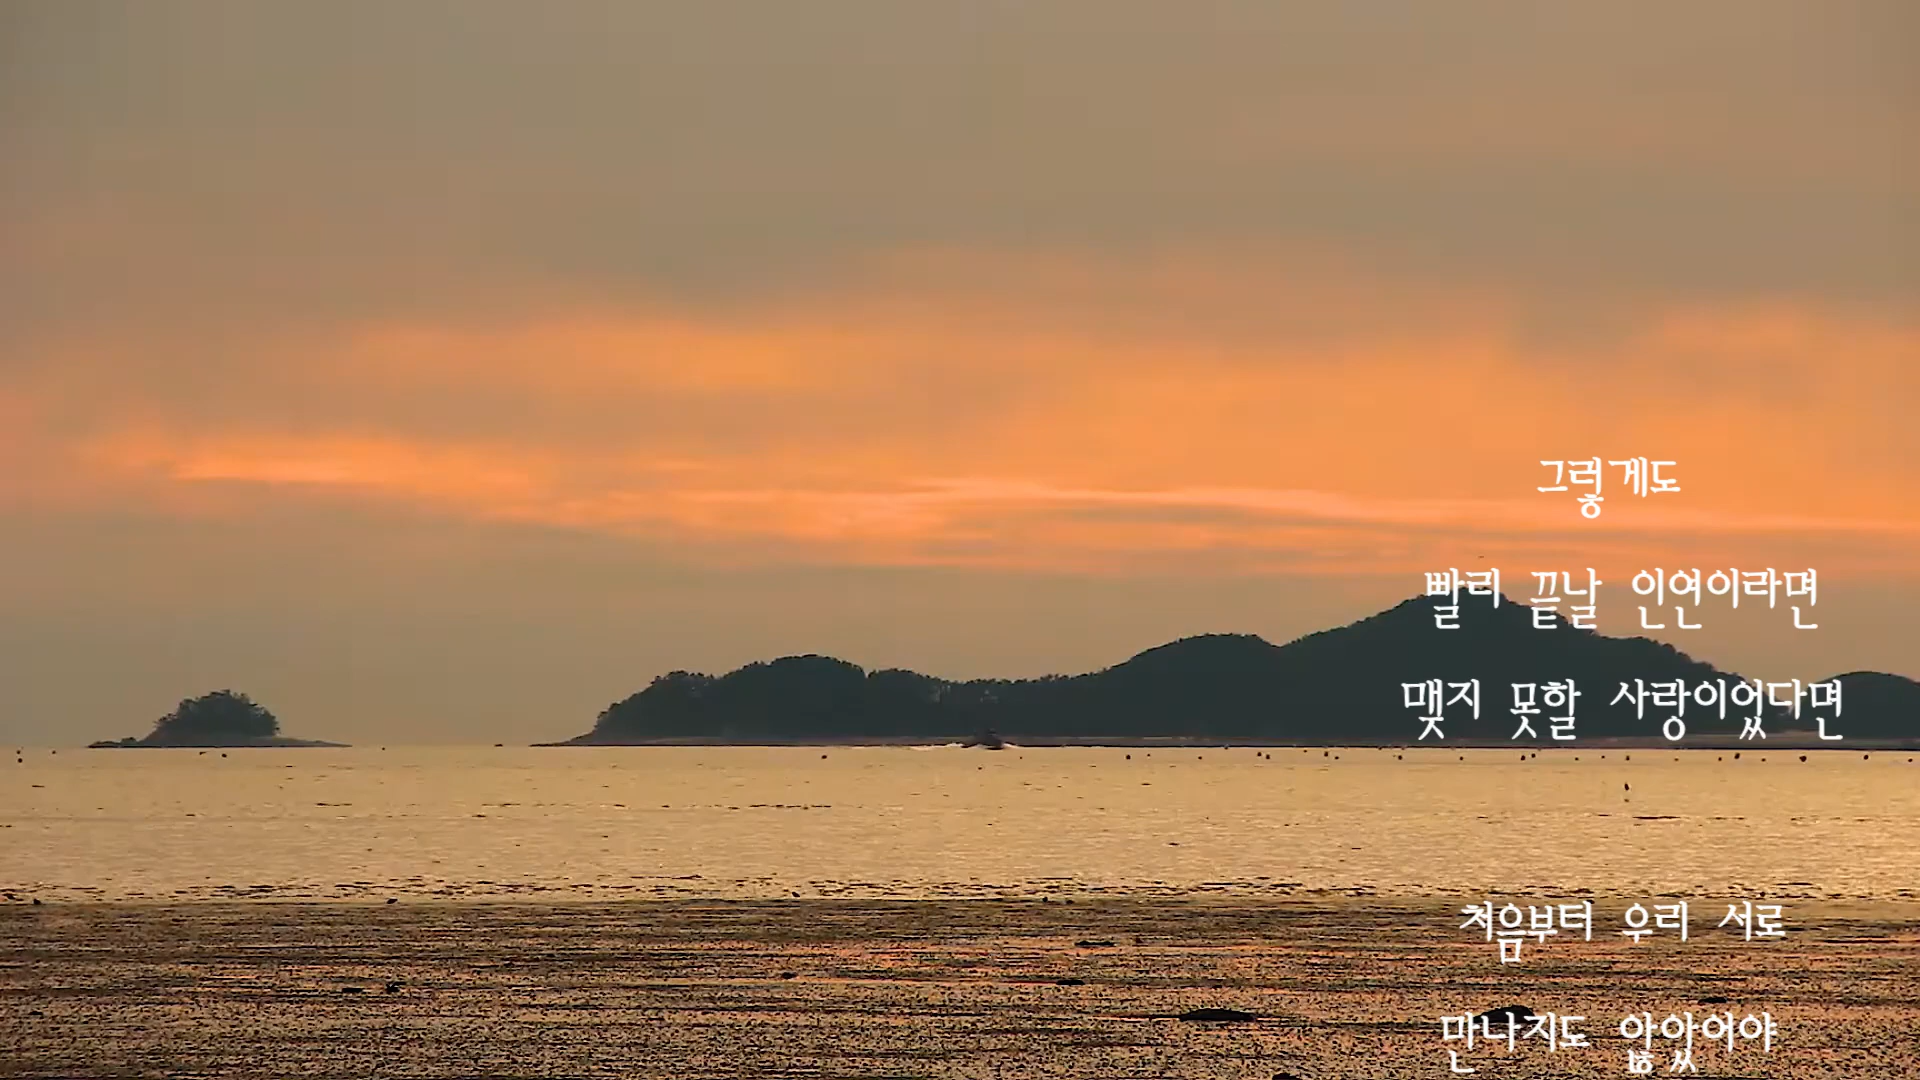 그렇게도
빨리 끝날 인연이라면
맺지 못할 사랑이었다면
처음부터 우리 서로
만나지도 않았어야